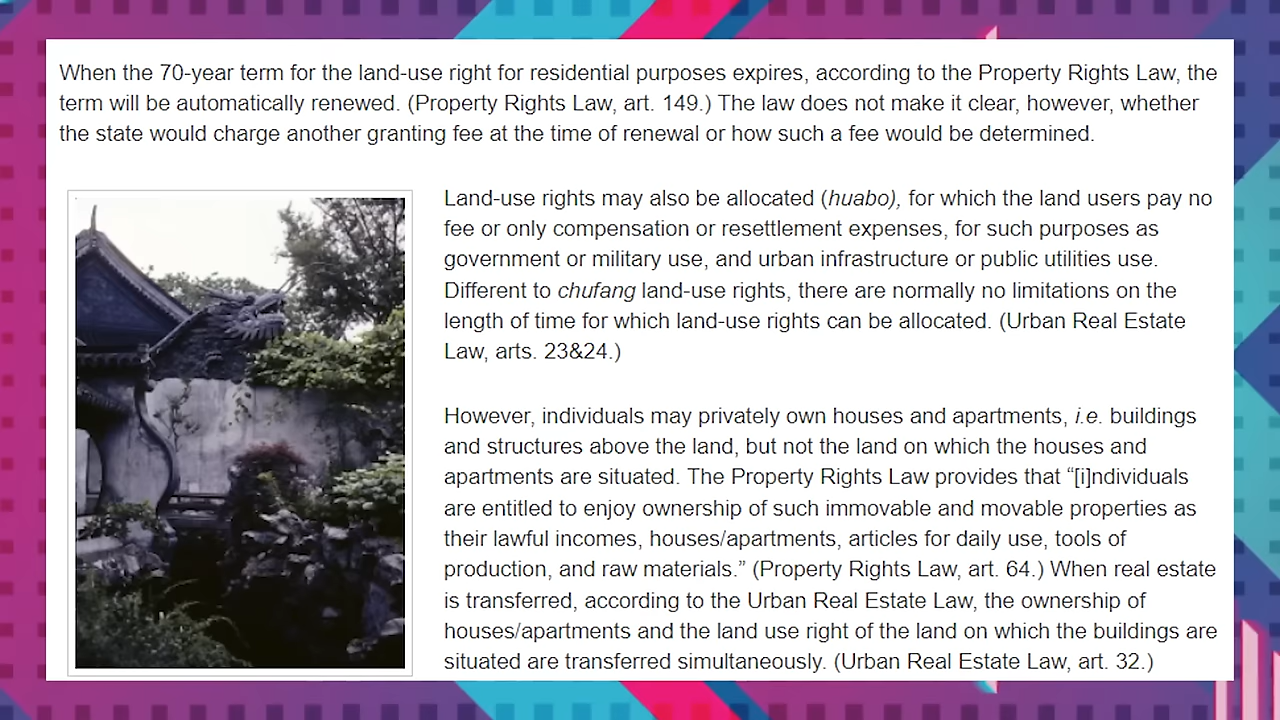 When the 70-year term for the land-use right for residential purposes expires, according to the Property Rights Law, the
term will be automatically renewed. (Property Rights Law, art. 149.) The law does not make it clear, however, whether
the state would charge another granting fee at the time of renewal or how such a fee would be determined.
Land-use rights may also be allocated (huabo), for which the land users pay no
fee or only compensation or resettlement expenses, for such purposes as
government or military use, and urban infrastructure or public utilities use.
Different to chufang land-use rights, there are normally no limitations on the
length of time for which land-use rights can be allocated. (Urban Real Estate
Law, arts. 23&24.)
However, individuals may privately own houses and apartments, i.e. buildings
and structures above the land, but not the land on which the houses and
apartments are situated. The Property Rights Law provides that “[i]ndividuals
are entitled to enjoy ownership of such immovable and movable properties as
their lawful incomes, houses/apartments, articles for daily use, tools of
production, and raw materials.” (Property Rights Law, art. 64.) When real estate
is transferred, according to the Urban Real Estate Law, the ownership of
houses/apartments and the land use right of the land on which the buildings are
situated are transferred simultaneously. (Urban Real Estate Law, art. 32.)